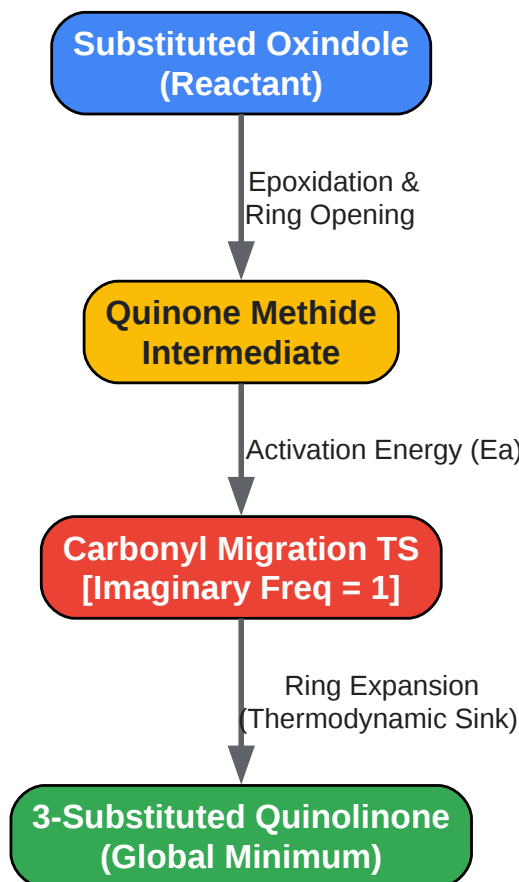 Substituted Oxindole
(Reactant)
Epoxidation &
Ring Opening
Quinone Methide
Intermediate
Activation Energy (Ea)
Carbonyl Migration TS
[Imaginary Freq = 1]
Ring Expansion
(Thermodynamic Sink)
3-Substituted Quinolinone
(Global Minimum)